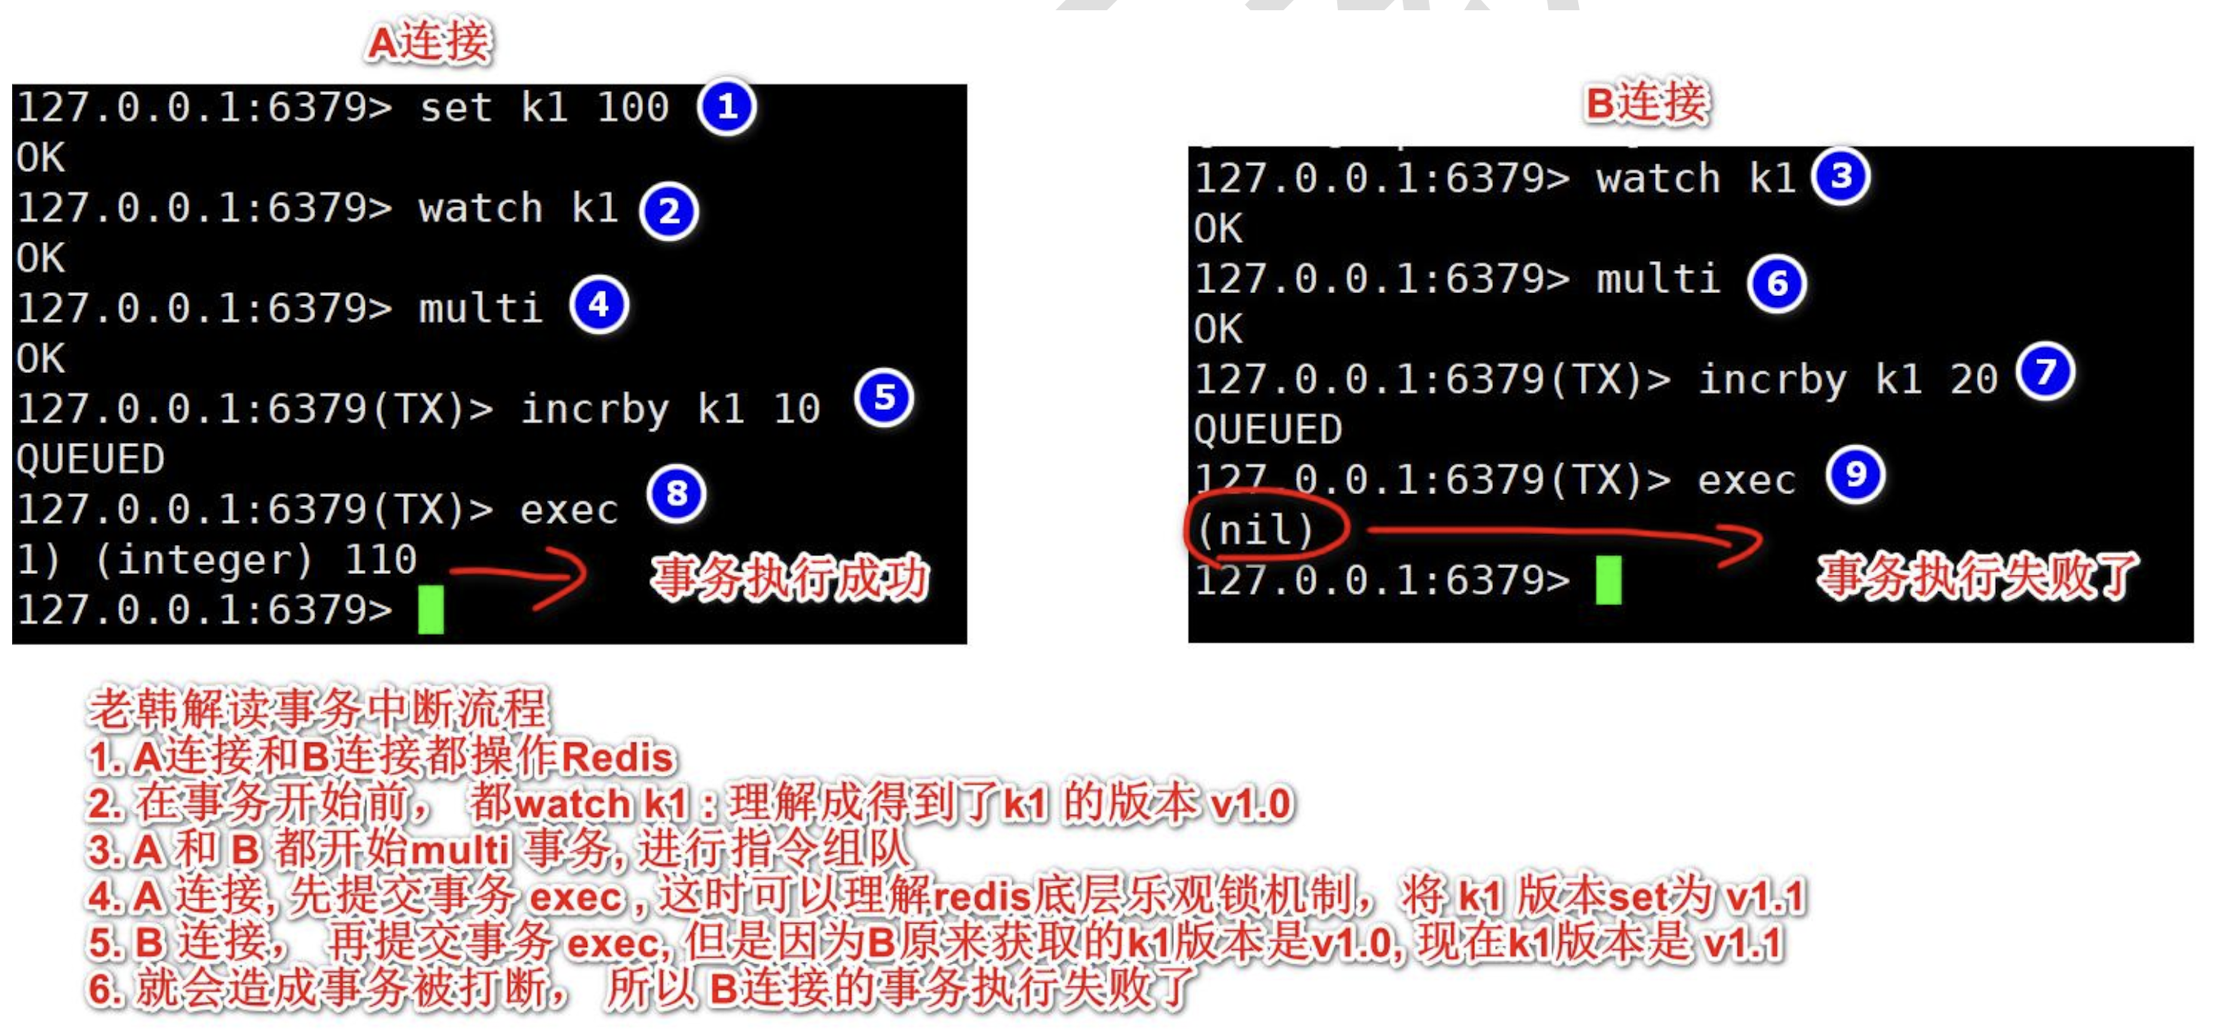 A连接
127.0.0.1:6379> set k1 100 1
OK
127.0.0.1:6379> watch k1 2
OK
127.0.0.1:6379> multi 4
OK
127.0.0.1:6379(TX)> incrby k1 10 5
QUEUED
127.0.0.1:6379(TX)> exec 8
1) (integer) 110
事务执行成功
127.0.0.1:6379>
B连接
127.0.0.1:6379> watch k1 3
OK
127.0.0.1:6379> multi 6
OK
127.0.0.1:6379(TX)> incrby k1 20 7
QUEUED
127.0.0.1:6379(TX)> exec 9
(nil)
事务执行失败了
127.0.0.1:6379>
老韩解读事务中断流程
1. A连接和B连接都操作Redis
2. 在事务开始前， 都watch k1 : 理解成得到了k1 的版本 v1.0
3. A 和 B 都开始multi 事务, 进行指令组队
4. A 连接, 先提交事务 exec , 这时可以理解redis底层乐观锁机制，将 k1 版本set为 v1.1
5. B 连接， 再提交事务 exec, 但是因为B原来获取的k1版本是v1.0, 现在k1版本是 v1.1
6. 就会造成事务被打断， 所以 B连接的事务执行失败了